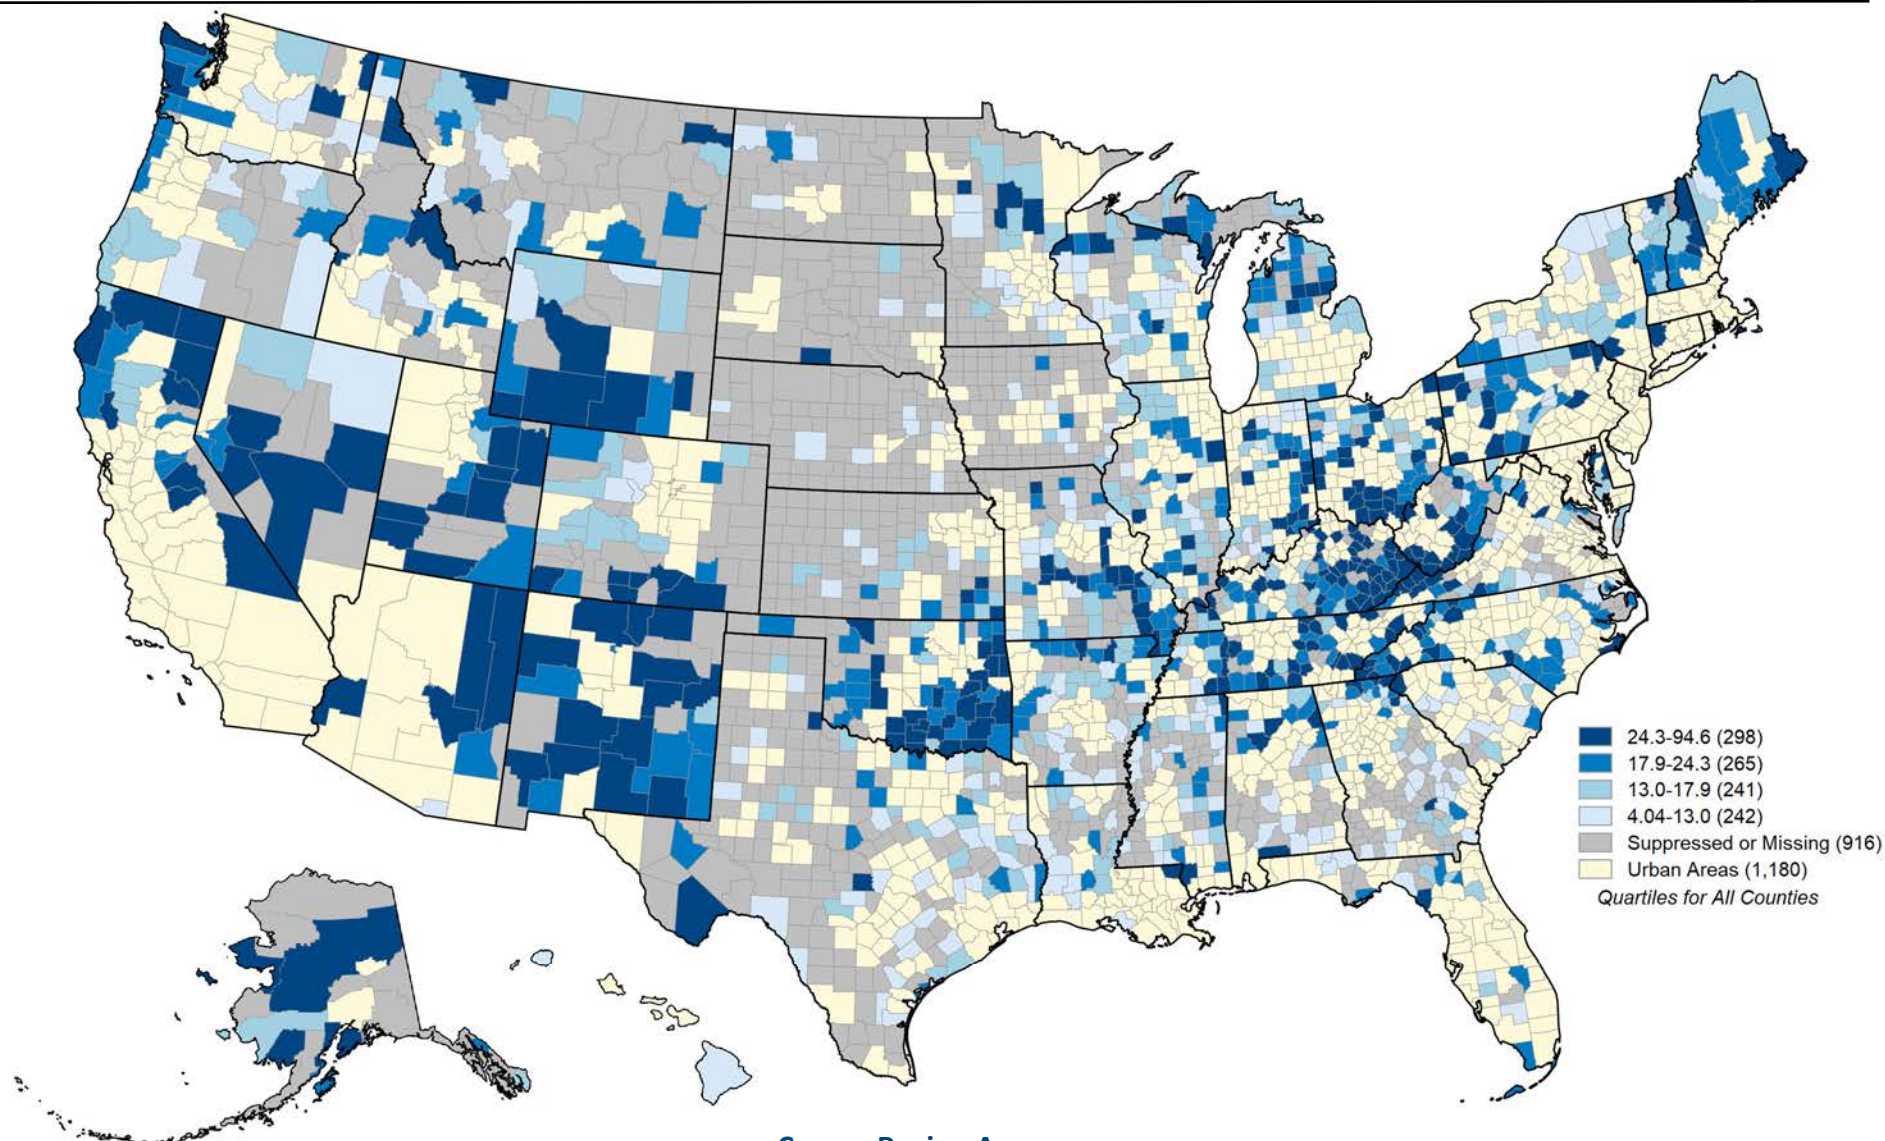 24.3-94.6 (298)
17.9-24.3 (265)
13.0-17.9 (241)
4.04-13.0 (242)
Suppressed or Missing (916)
Urban Areas (1,180)
Quartiles for All Counties